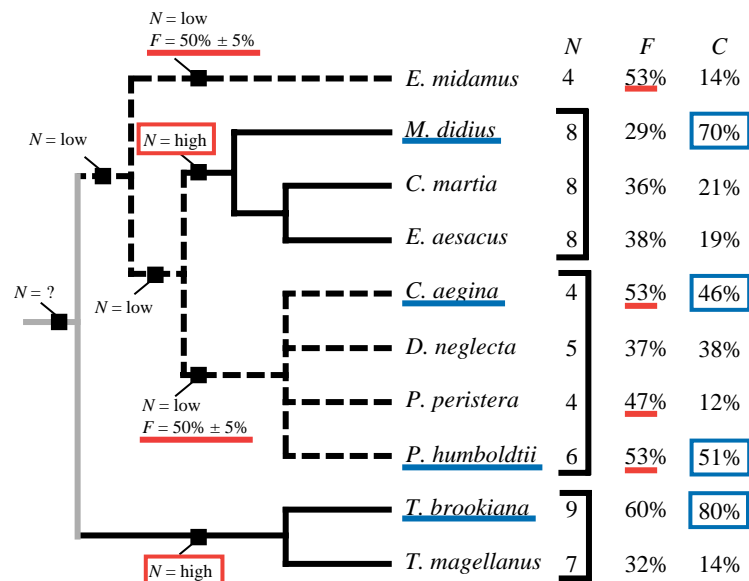 N = low
F = 50% ± 5%
N F C
E. midamus 4 53% 14%
N = low
N = high
M. didius 8 29% 70%
C. martia 8 36% 21%
E. aesacus 8 38% 19%
N = ?
N = low
C. aegina 4 53% 46%
D. neglecta 5 37% 38%
N = low
F = 50% ± 5%
P. peristera 4 47% 12%
P. humboldtii 6 53% 51%
T. brookiana 9 60% 80%
T. magellanus 7 32% 14%
N = high